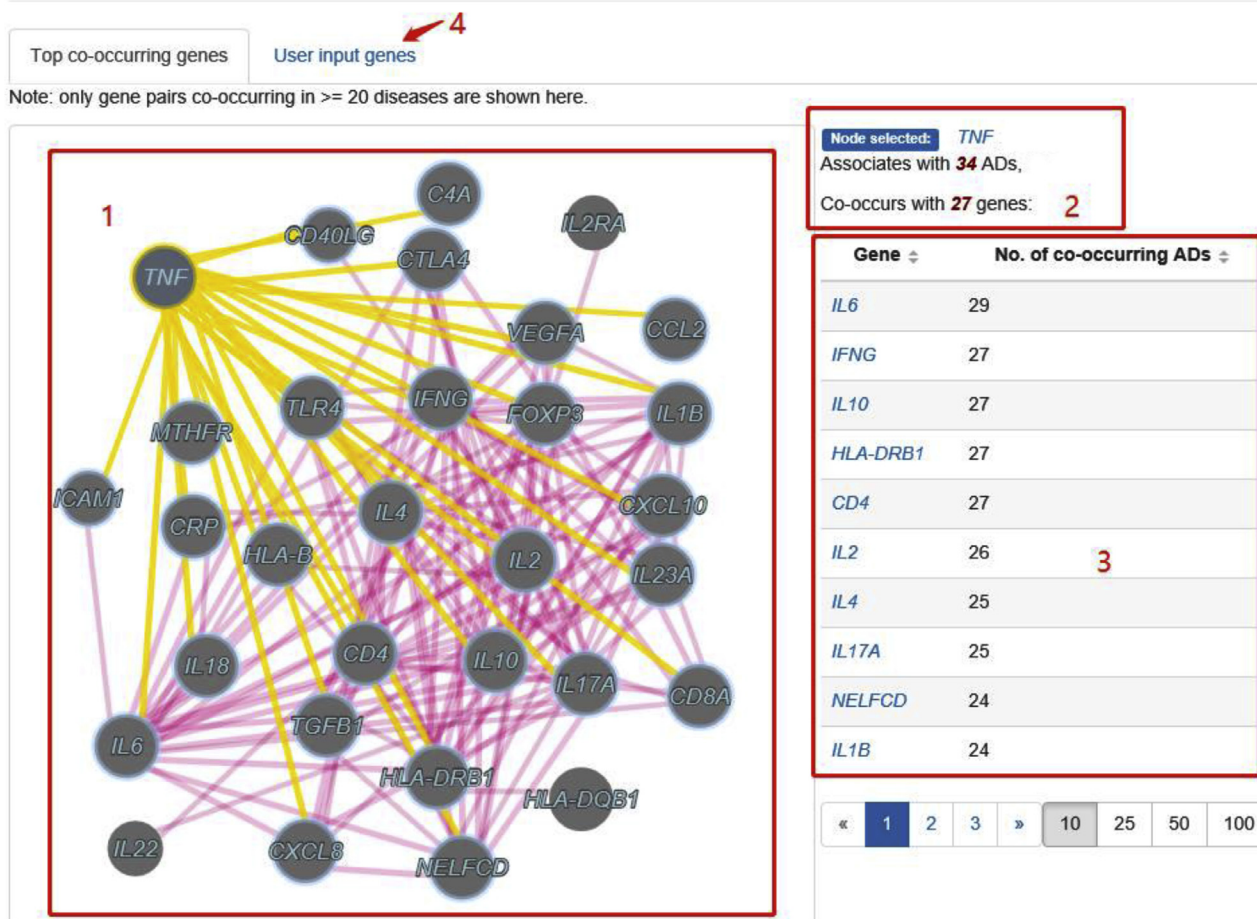 4
Top co-occurring genes
User input genes
Note: only gene pairs co-occurring in >= 20 diseases are shown here.
1
C4A
IL2RA
CD40LG
CTLA4
TNF
VEGFA
CCL2
TLR4
IFNG
FOXP3
IL1B
MTHFR
ICAM1
CRP
IL4
CXCL10
HLA-B
IL2
IL23A
IL18
CD4
IL10
IL17A
CD8A
TGFB1
IL6
HLA-DRB1
HLA-DQB1
IL22
CXCL8
NELFCD
Node selected: TNF
Associates with 34 ADs,
Co-occurs with 27 genes:
2
Gene No. of co-occurring ADs
IL6 29
IFNG 27
IL10 27
HLA-DRB1 27
CD4 27
IL2 26
3
IL4 25
IL17A 25
NELFCD 24
IL1B 24
« 1 2 3 » 10 25 50 100